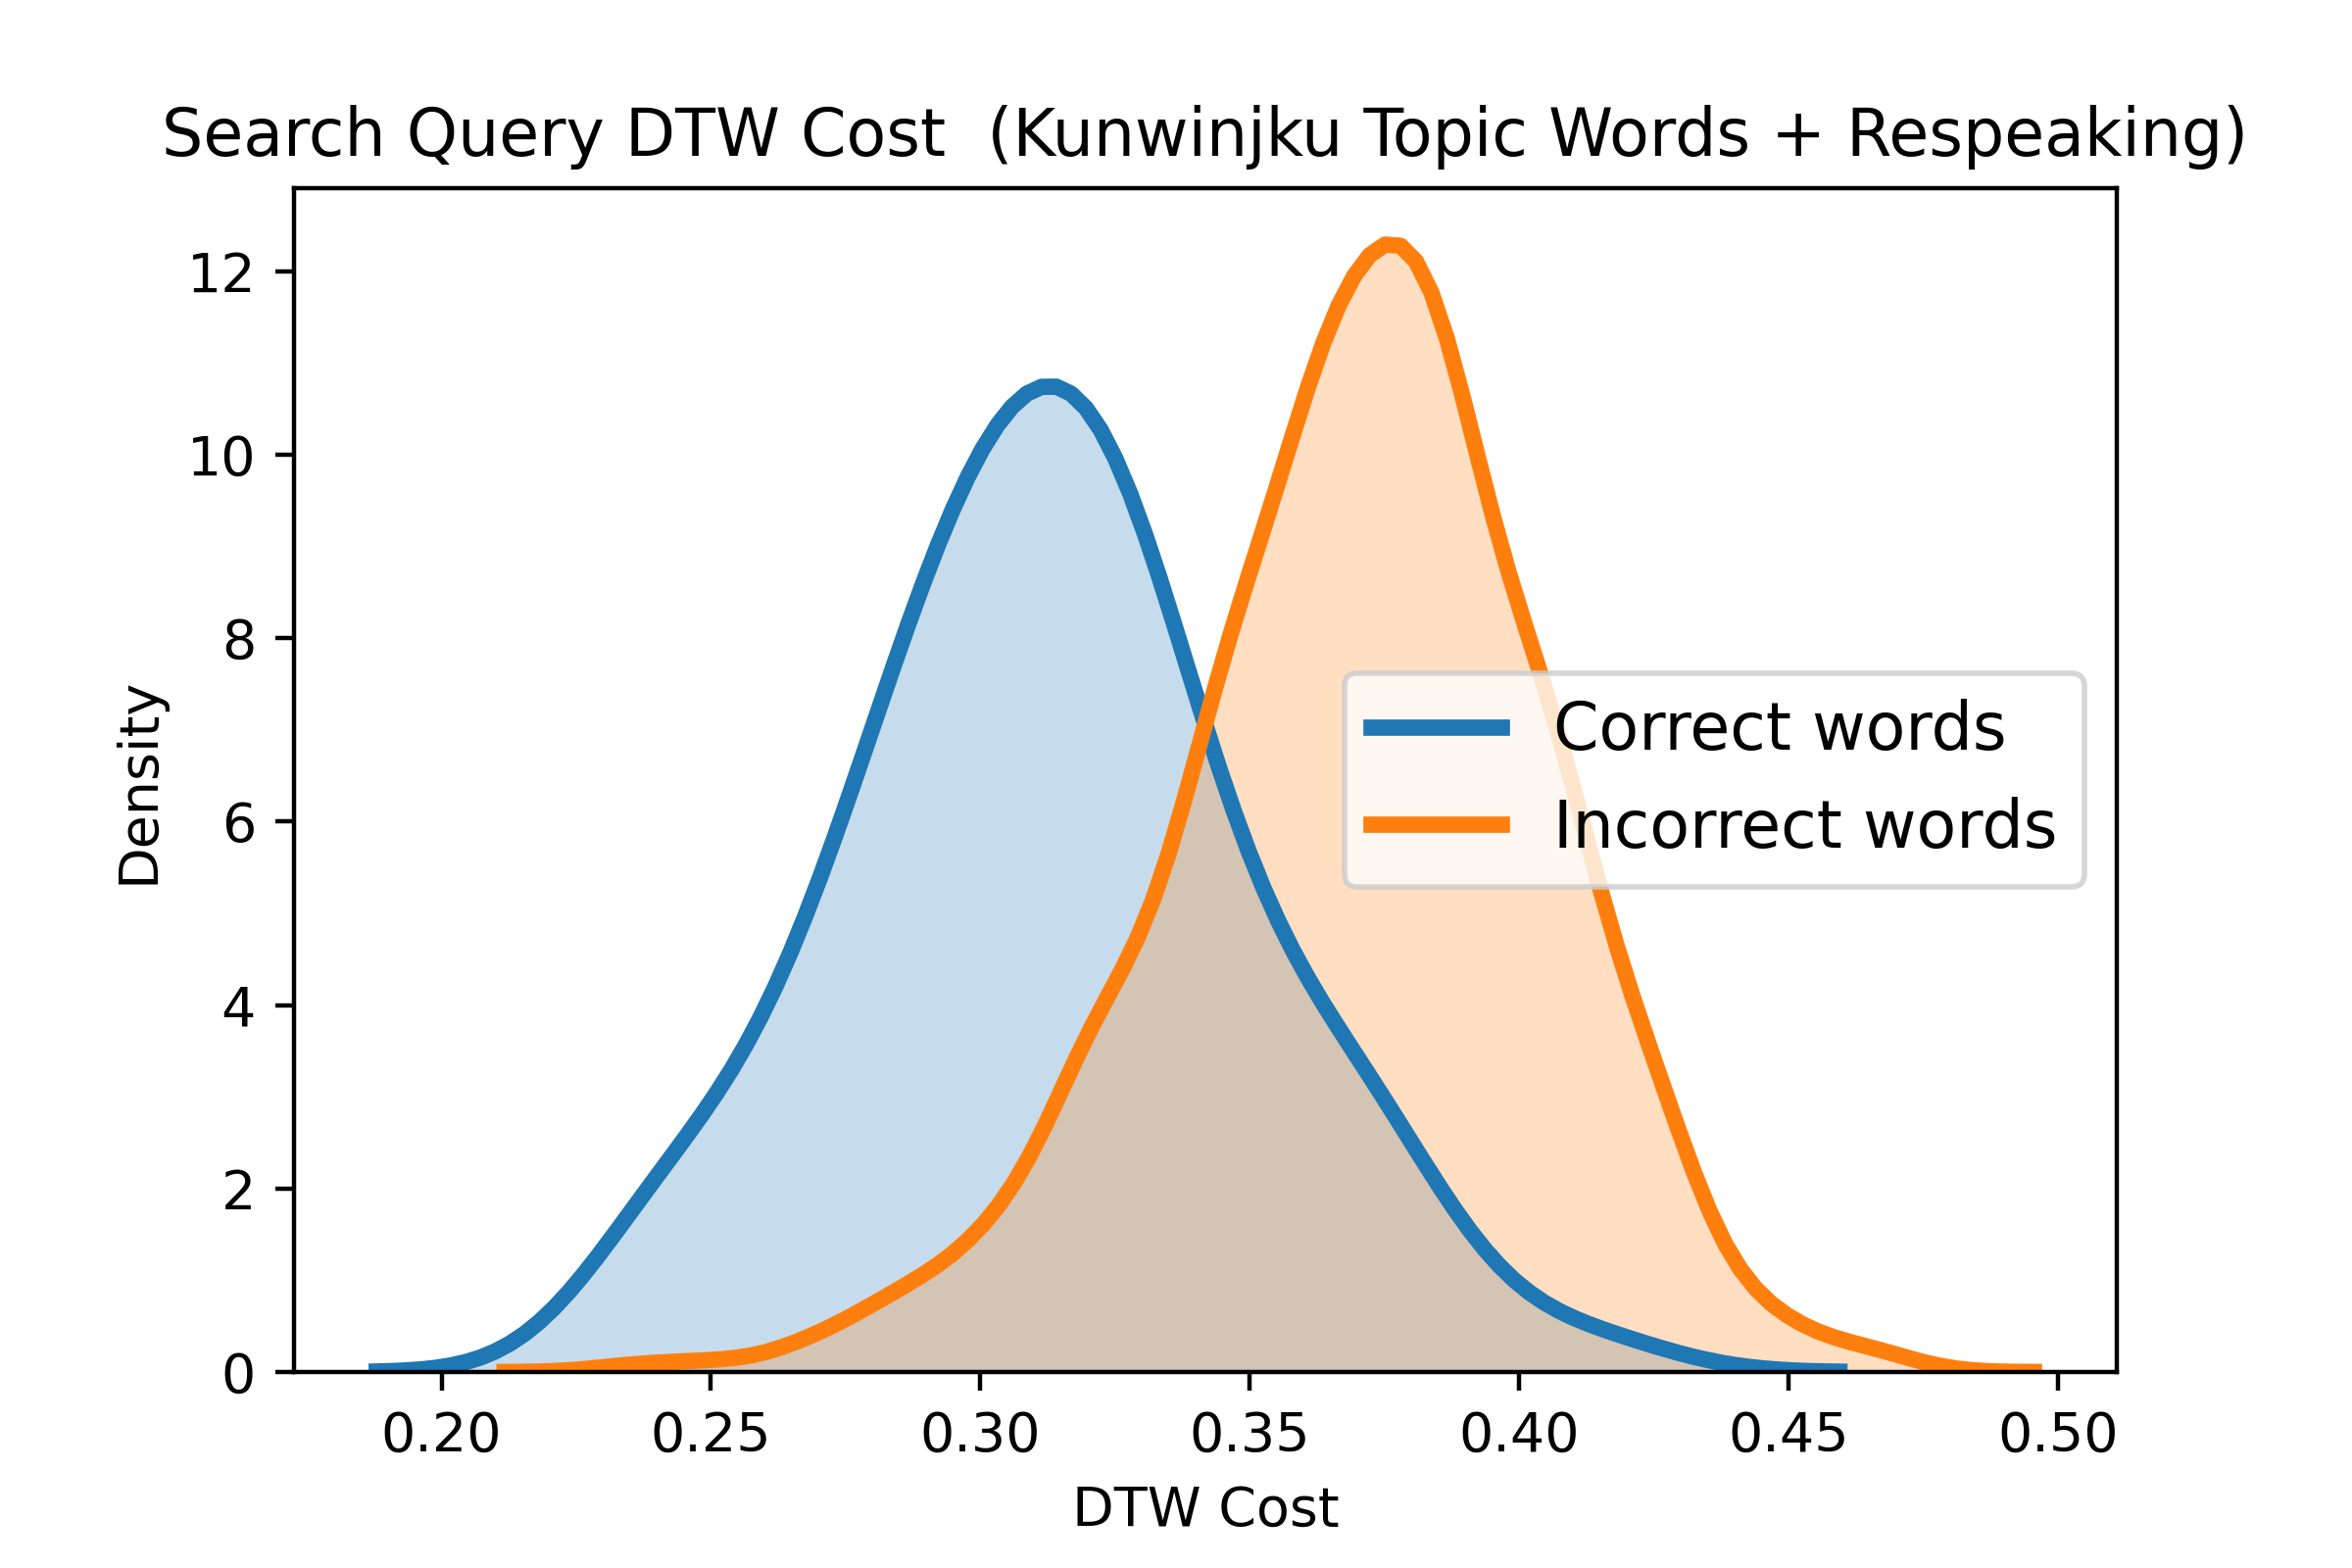 Search Query DTW Cost  (Kunwinjku Topic Words + Respeaking)
12
10
8
6
4
2
0
Density
Correct words
Incorrect words
0.20 0.25 0.30 0.35 0.40 0.45 0.50
DTW Cost